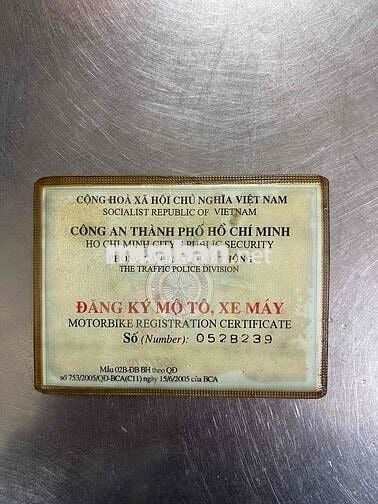 CỘNG HOÀ XÃ HỘI CHỦ NGHĨA VIỆT NAM
SOCIALIST REPUBLIC OF VIETNAM
CÔNG AN THÀNH PHỐ HỒ CHÍ MINH
HO CHI MINH CITY PUBLIC SECURITY
THE TRAFFIC POLICE DIVISION
ĐĂNG KÝ MÔ TÔ, XE MÁY
MOTORBIKE REGISTRATION CERTIFICATE
Số (Number): 0528239
Mẫu 02B-ĐB BH theo QĐ
số 753/2005/QĐ-BCA(C11) ngày 15/6/2005 của BCA